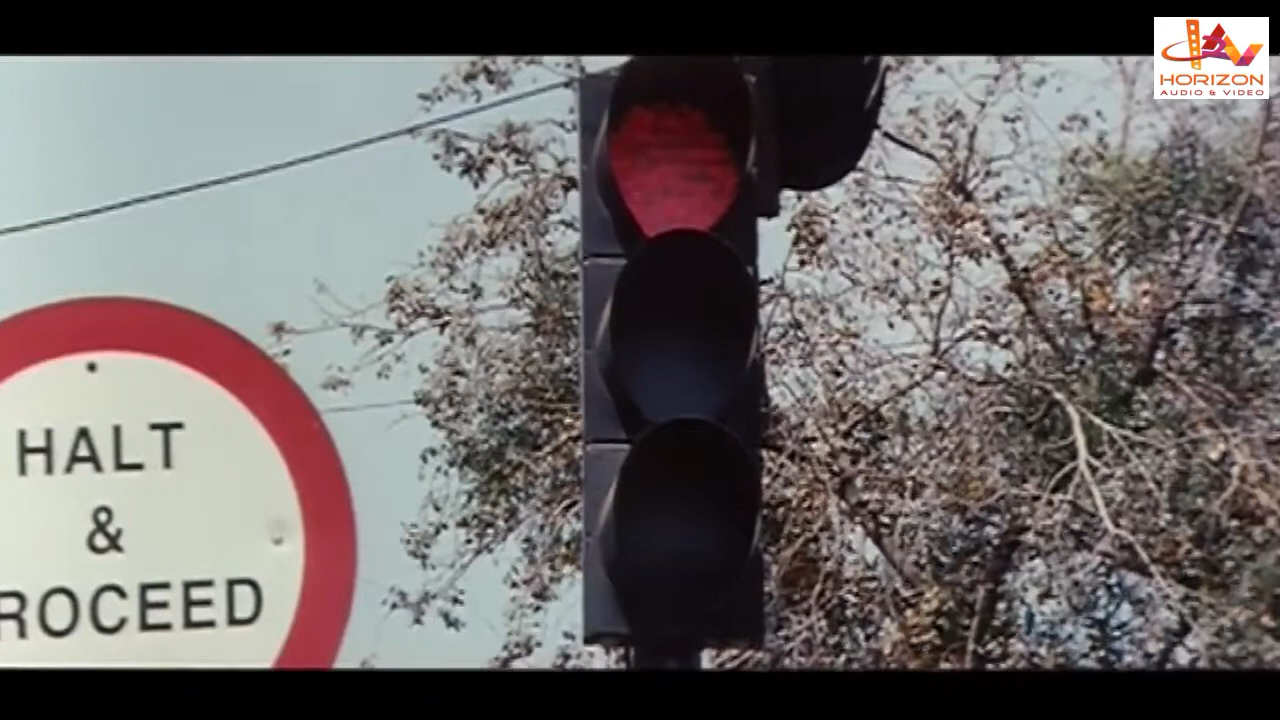 HORIZON
AUDIO & VIDEO
HALT
&
ROCEED